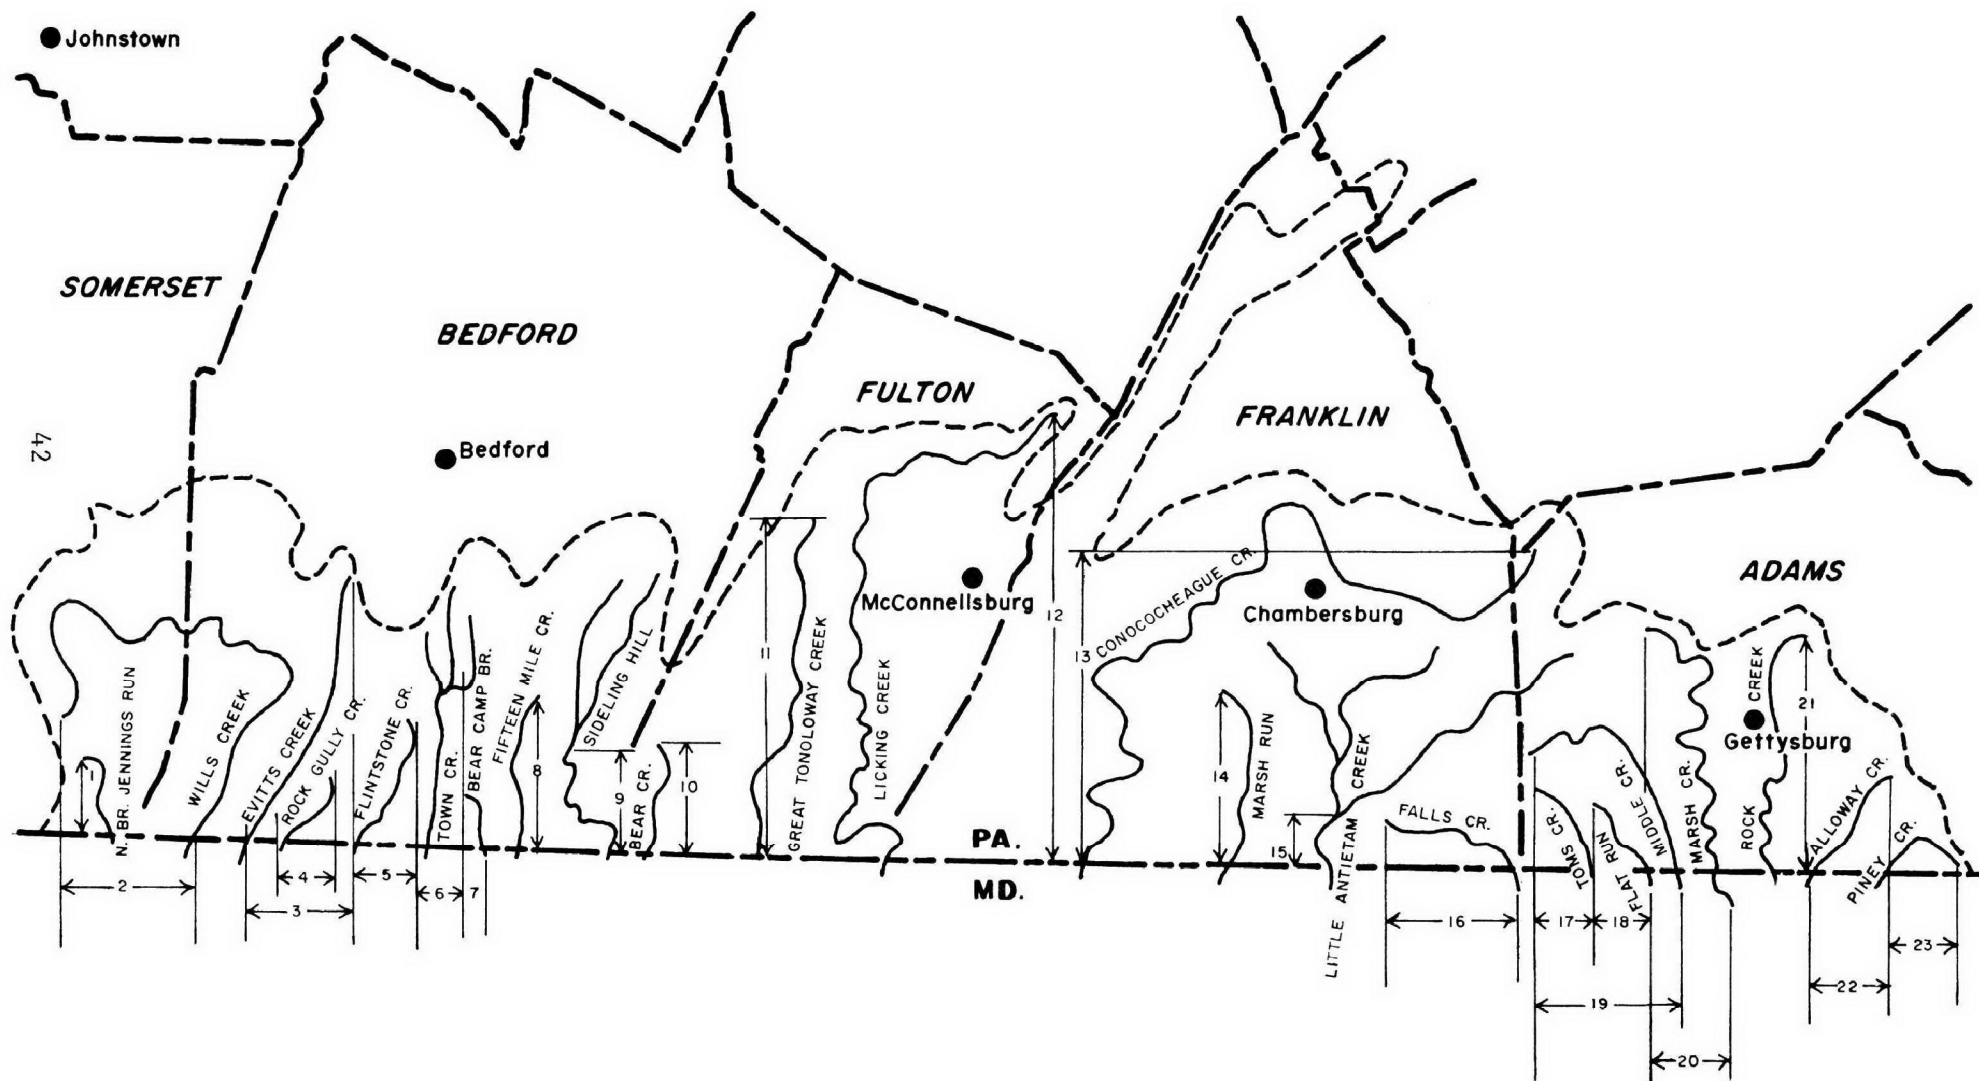 Johnstown
SOMERSET
BEDFORD
FULTON
FRANKLIN
ADAMS
42
Bedford
McConnellsburg
Chambersburg
Gettysburg
N. BR. JENNINGS RUN
WILLS CREEK
EVITTS CREEK
ROCK GULLY CR.
FLINTSTONE CR.
TOWN CR.
BEAR CAMP BR.
FIFTEEN MILE CR.
SIDELING HILL
BEAR CR.
GREAT TONOLOWAY CREEK
LICKING CREEK
CONOCOCHEAGUE CR.
MARSH RUN
LITTLE ANTIETAM CREEK
FALLS CR.
TOMS CR.
FLAT RUN
MIDDLE CR.
MARSH CR.
ROCK CREEK
ALLOWAY CR.
PINEY CR.
PA.
MD.
1
2
3
4
5
6
7
8
9
10
11
12
13
14
15
16
17
18
19
20
21
22
23